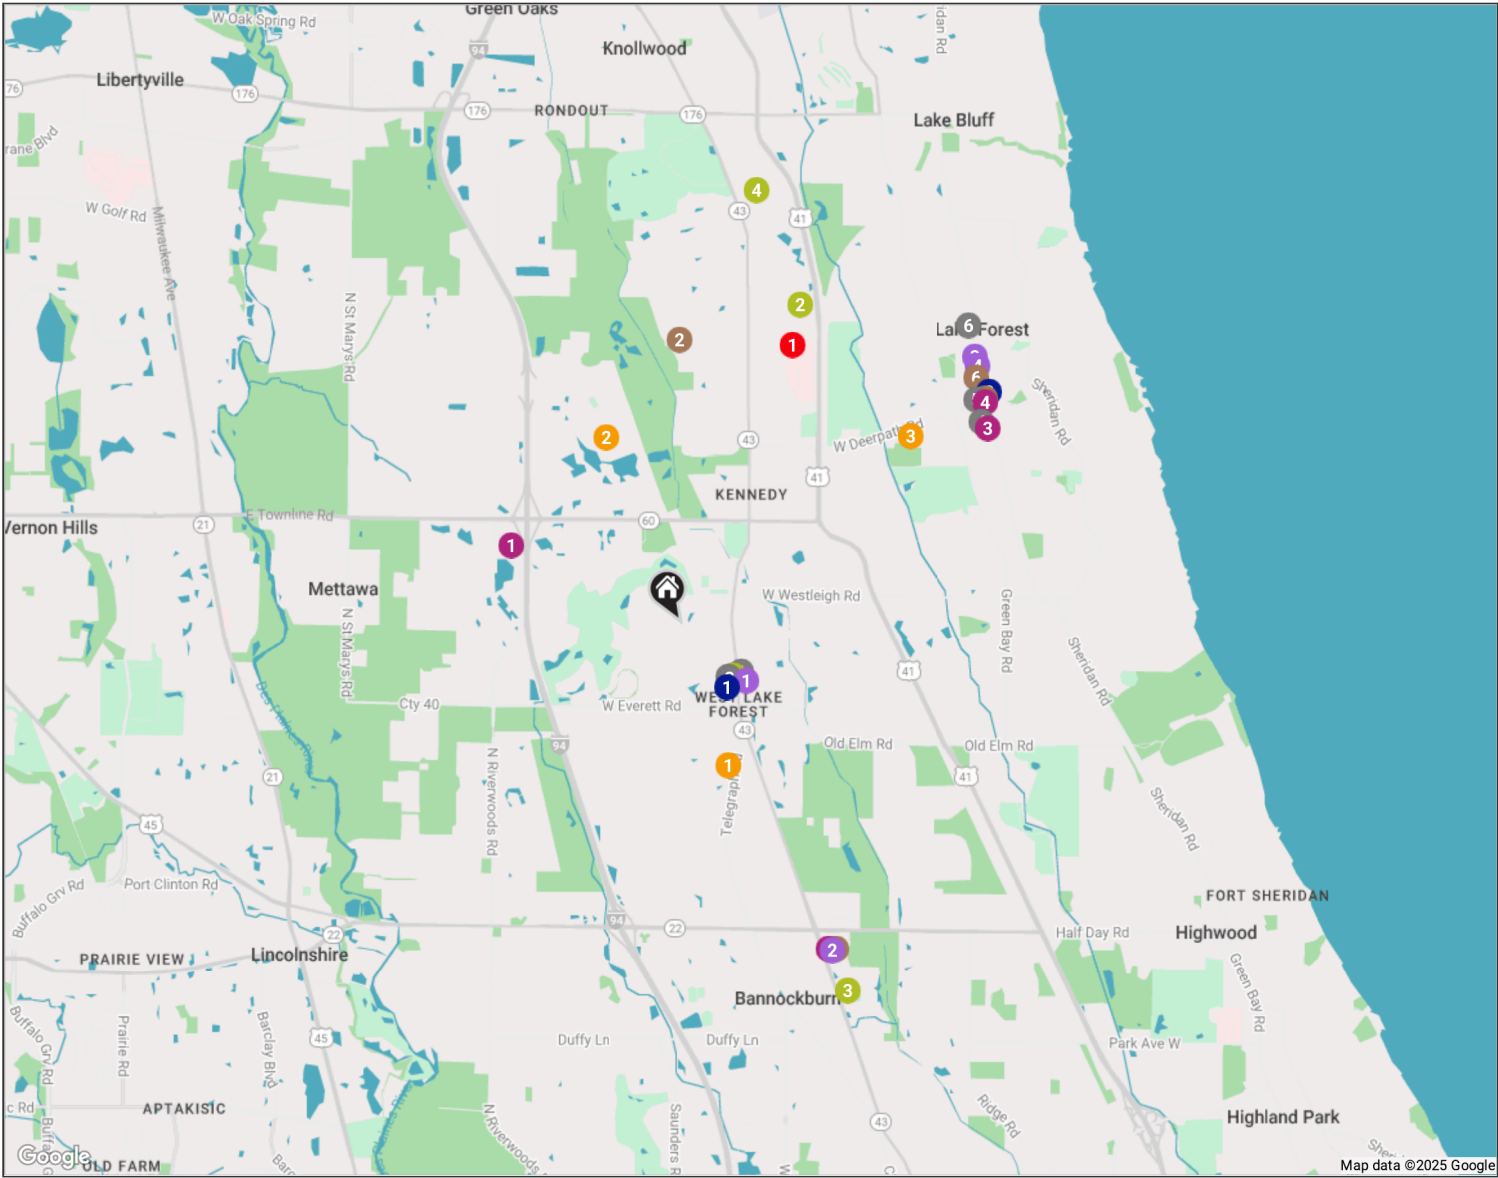 Green Oaks
W Oak Spring Rd
Knollwood
94
Libertyville
76
176
176
RONDOUT
176
Lake Bluff
W Golf Rd
Milwaukee Ave
4
43
41
N St Marys Rd
2
6
Forest
2
1
4
6
4
3
Sheridan Rd
W Deerpath Rd
3
2
43
41
KENNEDY
E Townline Rd
60
21
Vernon Hills
1
Mettawa
W Westleigh Rd
Green Bay Rd
N St Marys Rd
Sheridan Rd
41
1
1
WEST LAKE
FOREST
W Everett Rd
Cty 40
Des Plaines River
43
94
Old Elm Rd
Old Elm Rd
1
21
41
N Riverwoods Rd
Sheridan Rd
45
Port Clinton Rd
Buffalo Grv Rd
FORT SHERIDAN
94
22
22
Half Day Rd
Highwood
Lincolnshire
PRAIRIE VIEW
2
Green Bay Rd
3
Bannockburn
Buffalo Grv Rd
Prairie Rd
Barclay Blvd
45
Duffy Ln
Duffy Ln
Park Ave W
c Rd
APTAKISIC
N Riverwoods
Saunders R
43
Ridge Rd
Highland Park
Google
OLD FARM
Map data ©2025 Google